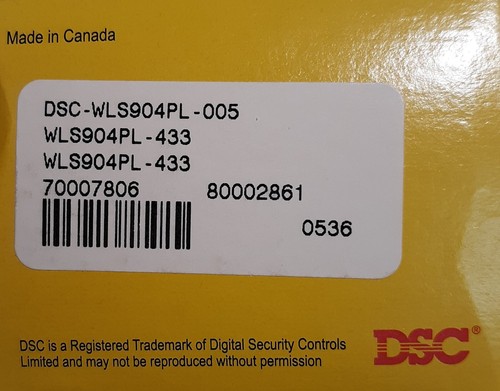 Made in Canada
DSC-WLS904PL-005
WLS904PL-433
WLS904PL-433
70007806 80002861
0536
DSC is a Registered Trademark of Digital Security Controls
Limited and may not be reproduced without permission
DSC®